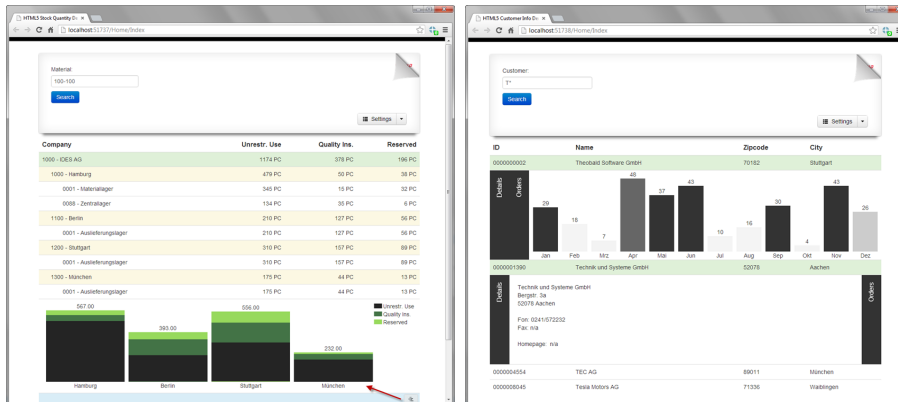 HTML5 Stock Quantity De
localhost:51737/Home/Index
Material:
100-100
Search
Settings
Company Unrestr. Use Quality Ins. Reserved
1000 - IDES AG 1174 PC 378 PC 196 PC
1000 - Hamburg 479 PC 50 PC 38 PC
0001 - Materiallager 345 PC 15 PC 32 PC
0088 - Zentrallager 134 PC 35 PC 6 PC
1100 - Berlin 210 PC 127 PC 56 PC
0001 - Auslieferungslager 210 PC 127 PC 56 PC
1200 - Stuttgart 310 PC 157 PC 89 PC
0001 - Auslieferungslager 310 PC 157 PC 89 PC
1300 - München 175 PC 44 PC 13 PC
0001 - Auslieferungslager 175 PC 44 PC 13 PC
567.00 393.00 556.00 232.00
Unrestr. Use
Quality Ins.
Reserved
Hamburg Berlin Stuttgart München
HTML5 Customer Info De
localhost:51738/Home/Index
Customer:
T*
Search
Settings
ID Name Zipcode City
0000000002 Theobald Software GmbH 70182 Stuttgart
Details
Orders
29 18 7 46 37 43 10 16 30 4 43 26
Jan Feb Mrz Apr Mai Jun Jul Aug Sep Okt Nov Dez
0000001390 Technik und Systeme GmbH 52078 Aachen
Details
Technik und Systeme GmbH
Bergstr. 3a
52078 Aachen
Fon: 0241/572232
Fax: n/a
Homepage: n/a
Orders
0000004554 TEC AG 89011 München
0000008045 Tesla Motors AG 71336 Waiblingen